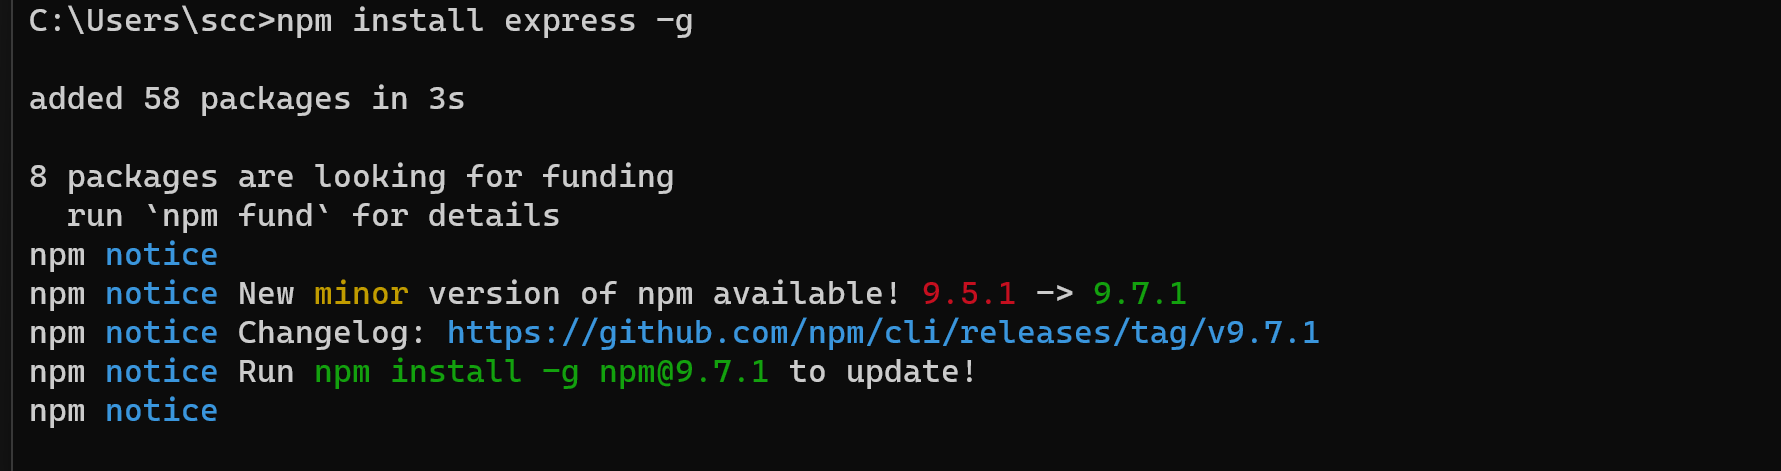 C:\Users\scc>npm install express -g
added 58 packages in 3s
8 packages are looking for funding
  run `npm fund` for details
npm notice
npm notice New minor version of npm available! 9.5.1 -> 9.7.1
npm notice Changelog: https://github.com/npm/cli/releases/tag/v9.7.1
npm notice Run npm install -g npm@9.7.1 to update!
npm notice